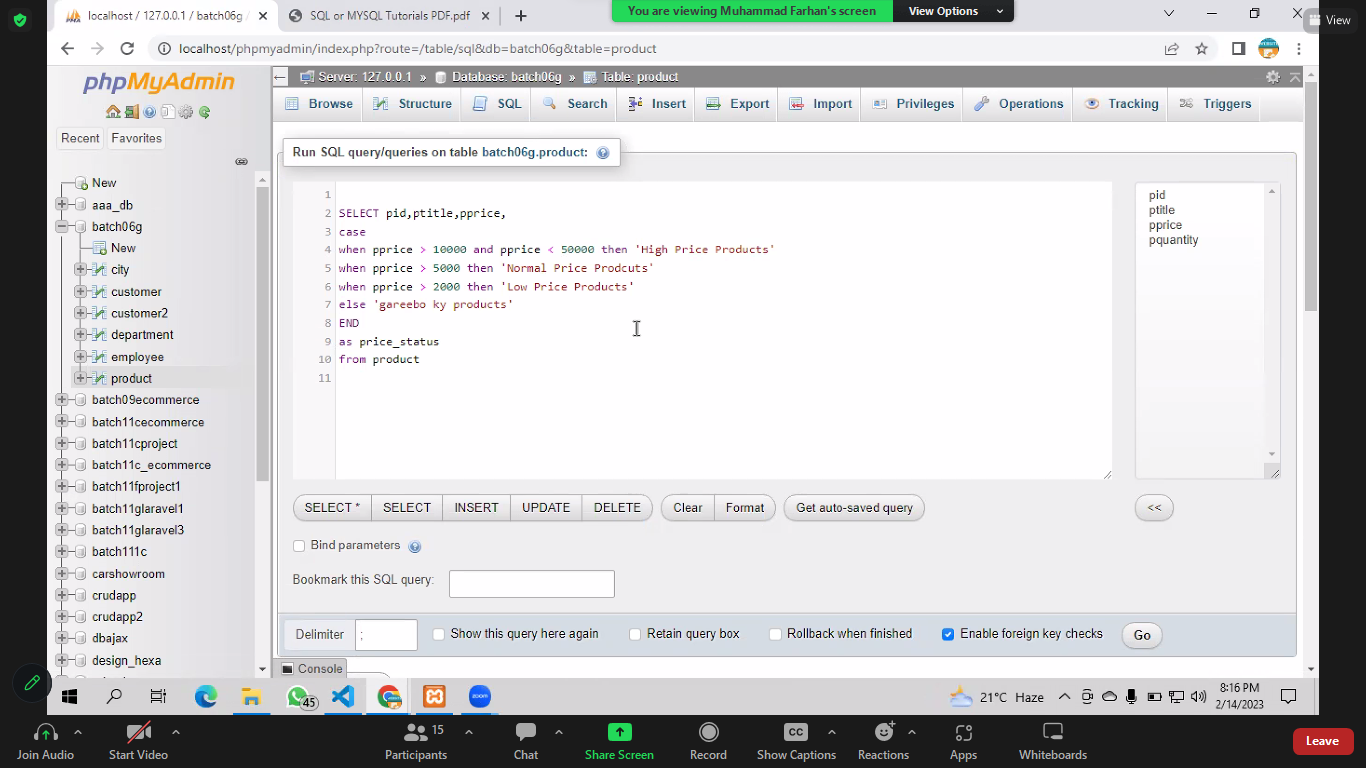 localhost / 127.0.0.1 / batch06g
SQL or MYSQL Tutorials PDF.pdf
You are viewing Muhammad Farhan's screen
View Options
View
localhost/phpmyadmin/index.php?route=/table/sql&db=batch06g&table=product
phpMyAdmin
Recent
Favorites
New
aaa_db
batch06g
New
city
customer
customer2
department
employee
product
batch09ecommerce
batch11cecommerce
batch11cproject
batch11c_ecommerce
batch11fproject1
batch11glaravel1
batch11glaravel3
batch111c
carshowroom
crudapp
crudapp2
dbajax
design_hexa
Server: 127.0.0.1 » Database: batch06g » Table: product
Browse
Structure
SQL
Search
Insert
Export
Import
Privileges
Operations
Tracking
Triggers
Run SQL query/queries on table batch06g.product:
1
2 SELECT pid,ptitle,pprice,
3 case
4 when pprice > 10000 and pprice < 50000 then 'High Price Products'
5 when pprice > 5000 then 'Normal Price Prodcuts'
6 when pprice > 2000 then 'Low Price Products'
7 else 'gareebo ky products'
8 END
9 as price_status
10 from product
11
pid
ptitle
pprice
pquantity
SELECT *
SELECT
INSERT
UPDATE
DELETE
Clear
Format
Get auto-saved query
<<
Bind parameters
Bookmark this SQL query:
Delimiter
;
Show this query here again
Retain query box
Rollback when finished
Enable foreign key checks
Go
Console
45
21°C Haze
8:16 PM
2/14/2023
Join Audio
Start Video
Participants
15
Chat
Share Screen
Record
CC
Show Captions
Reactions
Apps
Whiteboards
Leave